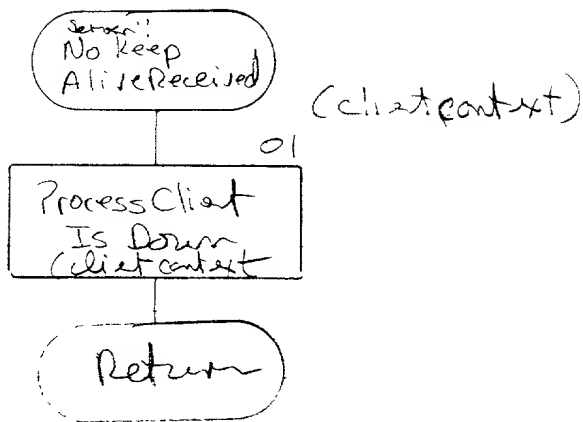 Server::
No Keep
AliveReceived
(clientcontext)
01
ProcessClient
Is Down
(clientcontext
Return